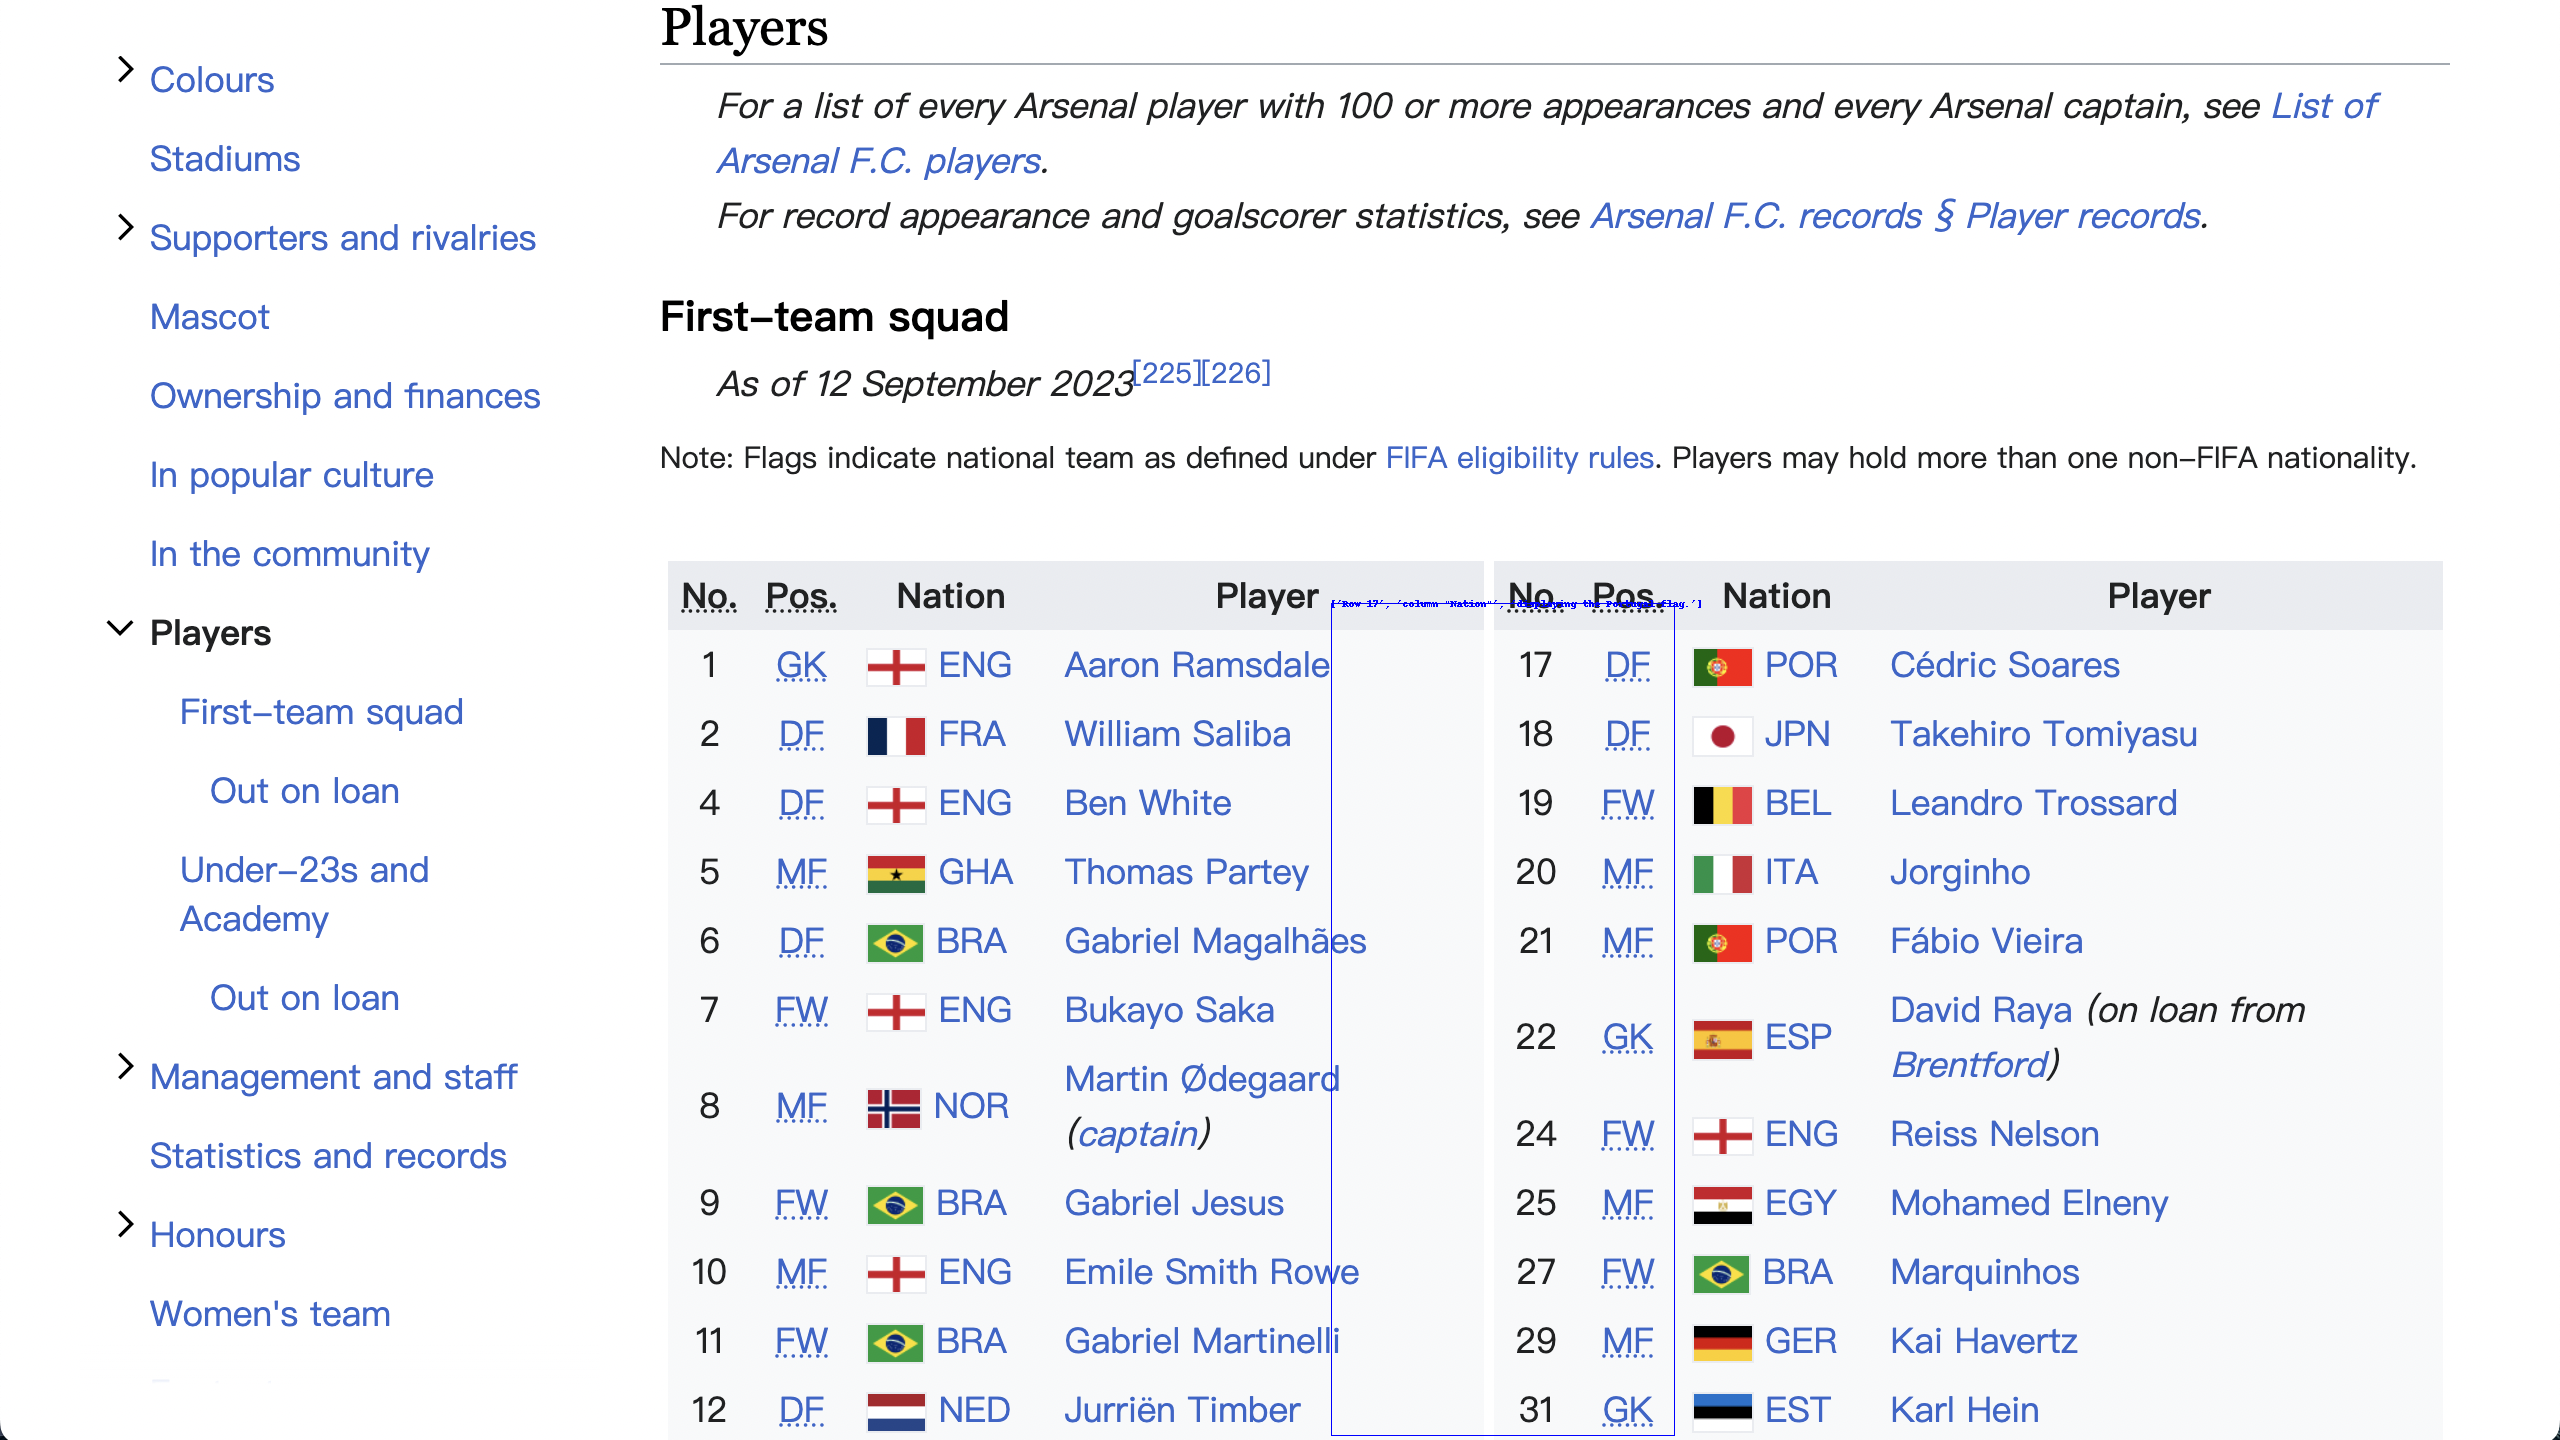 Colours
Stadiums
Supporters and rivalries
Mascot
Ownership and finances
In popular culture
In the community
Players
First-team squad
Out on loan
Under-23s and
Academy
Out on loan
Management and staff
Statistics and records
Honours
Women's team
Players
For a list of every Arsenal player with 100 or more appearances and every Arsenal captain, see List of
Arsenal F.C. players.
For record appearance and goalscorer statistics, see Arsenal F.C. records § Player records.
First-team squad
As of 12 September 2023[225][226]
Note: Flags indicate national team as defined under FIFA eligibility rules. Players may hold more than one non-FIFA nationality.
No. Pos. Nation Player
1 GK ENG Aaron Ramsdale
2 DF FRA William Saliba
4 DF ENG Ben White
5 MF GHA Thomas Partey
6 DF BRA Gabriel Magalhães
7 FW ENG Bukayo Saka
8 MF NOR Martin Ødegaard
(captain)
9 FW BRA Gabriel Jesus
10 MF ENG Emile Smith Rowe
11 FW BRA Gabriel Martinelli
12 DF NED Jurriën Timber
['Row 17', 'column "Nation"', 'displaying the Portugal flag.']
No. Pos. Nation Player
17 DF POR Cédric Soares
18 DF JPN Takehiro Tomiyasu
19 FW BEL Leandro Trossard
20 MF ITA Jorginho
21 MF POR Fábio Vieira
22 GK ESP David Raya (on loan from
Brentford)
24 FW ENG Reiss Nelson
25 MF EGY Mohamed Elneny
27 FW BRA Marquinhos
29 MF GER Kai Havertz
31 GK EST Karl Hein